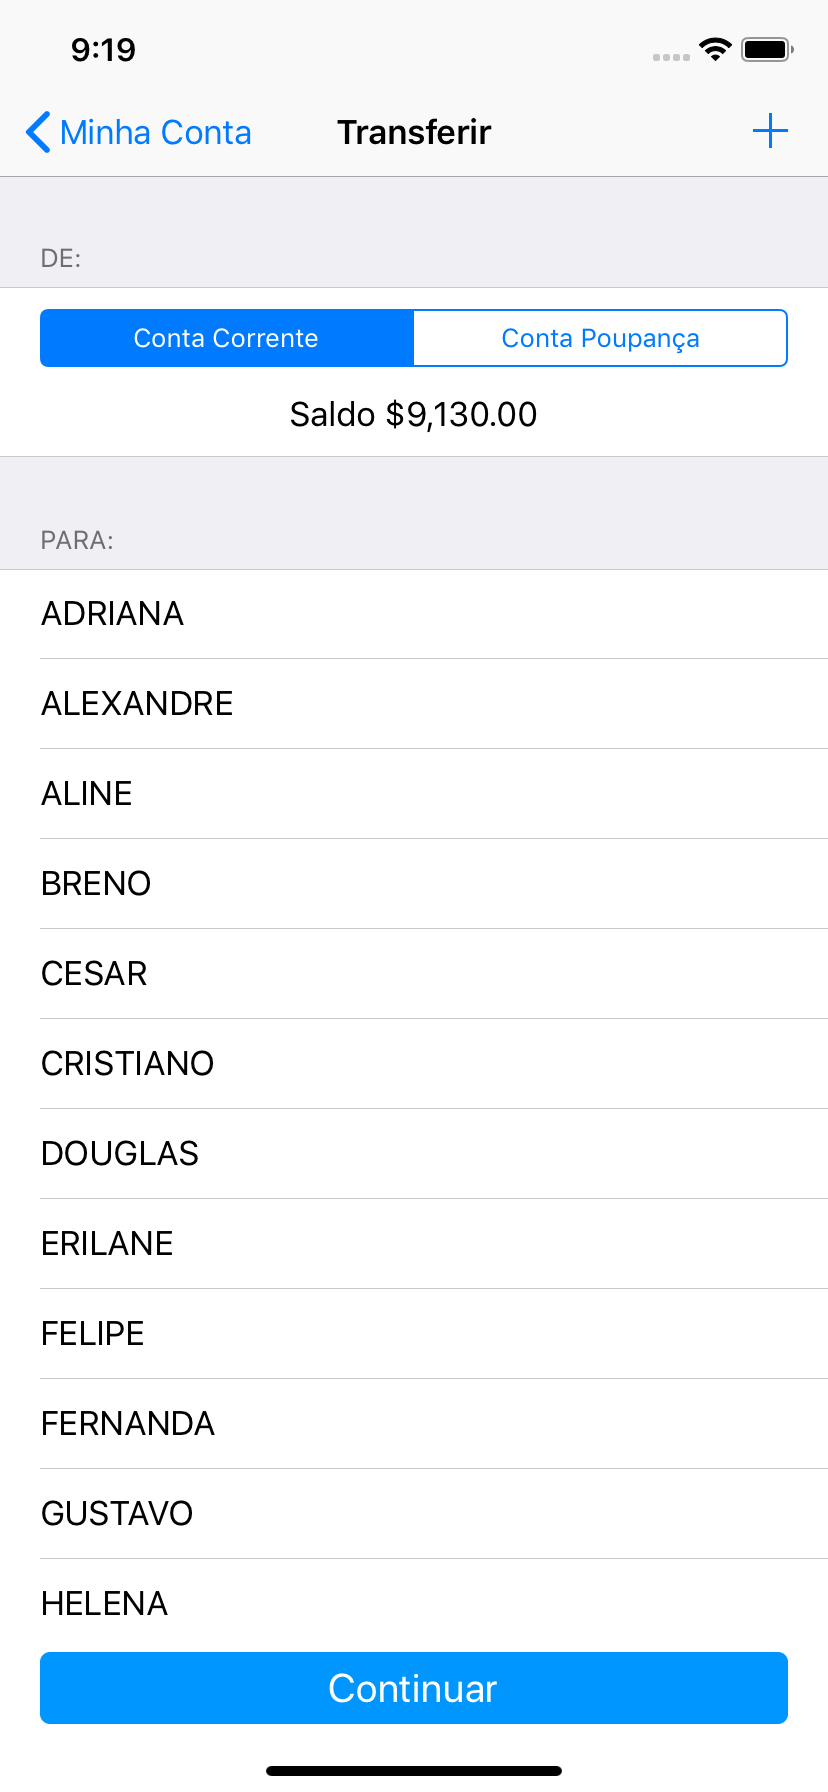 9:19
Minha Conta Transferir
DE:
Conta Corrente Conta Poupança
Saldo $9,130.00
PARA:
ADRIANA
ALEXANDRE
ALINE
BRENO
CESAR
CRISTIANO
DOUGLAS
ERILANE
FELIPE
FERNANDA
GUSTAVO
HELENA
Continuar